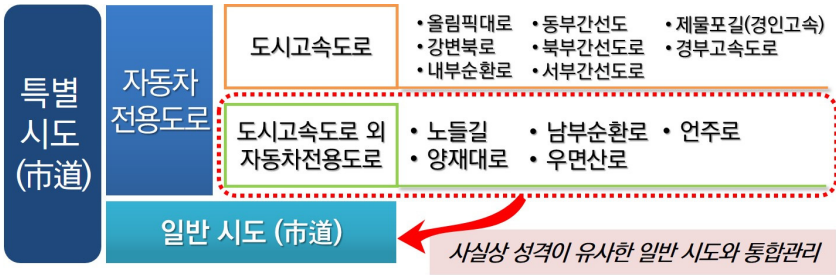 특별
시도
(市道)
자동차
전용도로
도시고속도로
• 올림픽대로
• 강변북로
• 내부순환로
• 동부간선도
• 북부간선도로
• 서부간선도로
• 제물포길(경인고속)
• 경부고속도로
도시고속도로 외
자동차전용도로
• 노들길
• 양재대로
• 남부순환로
• 우면산로
• 언주로
일반 시도 (市道)
사실상 성격이 유사한 일반 시도와 통합관리